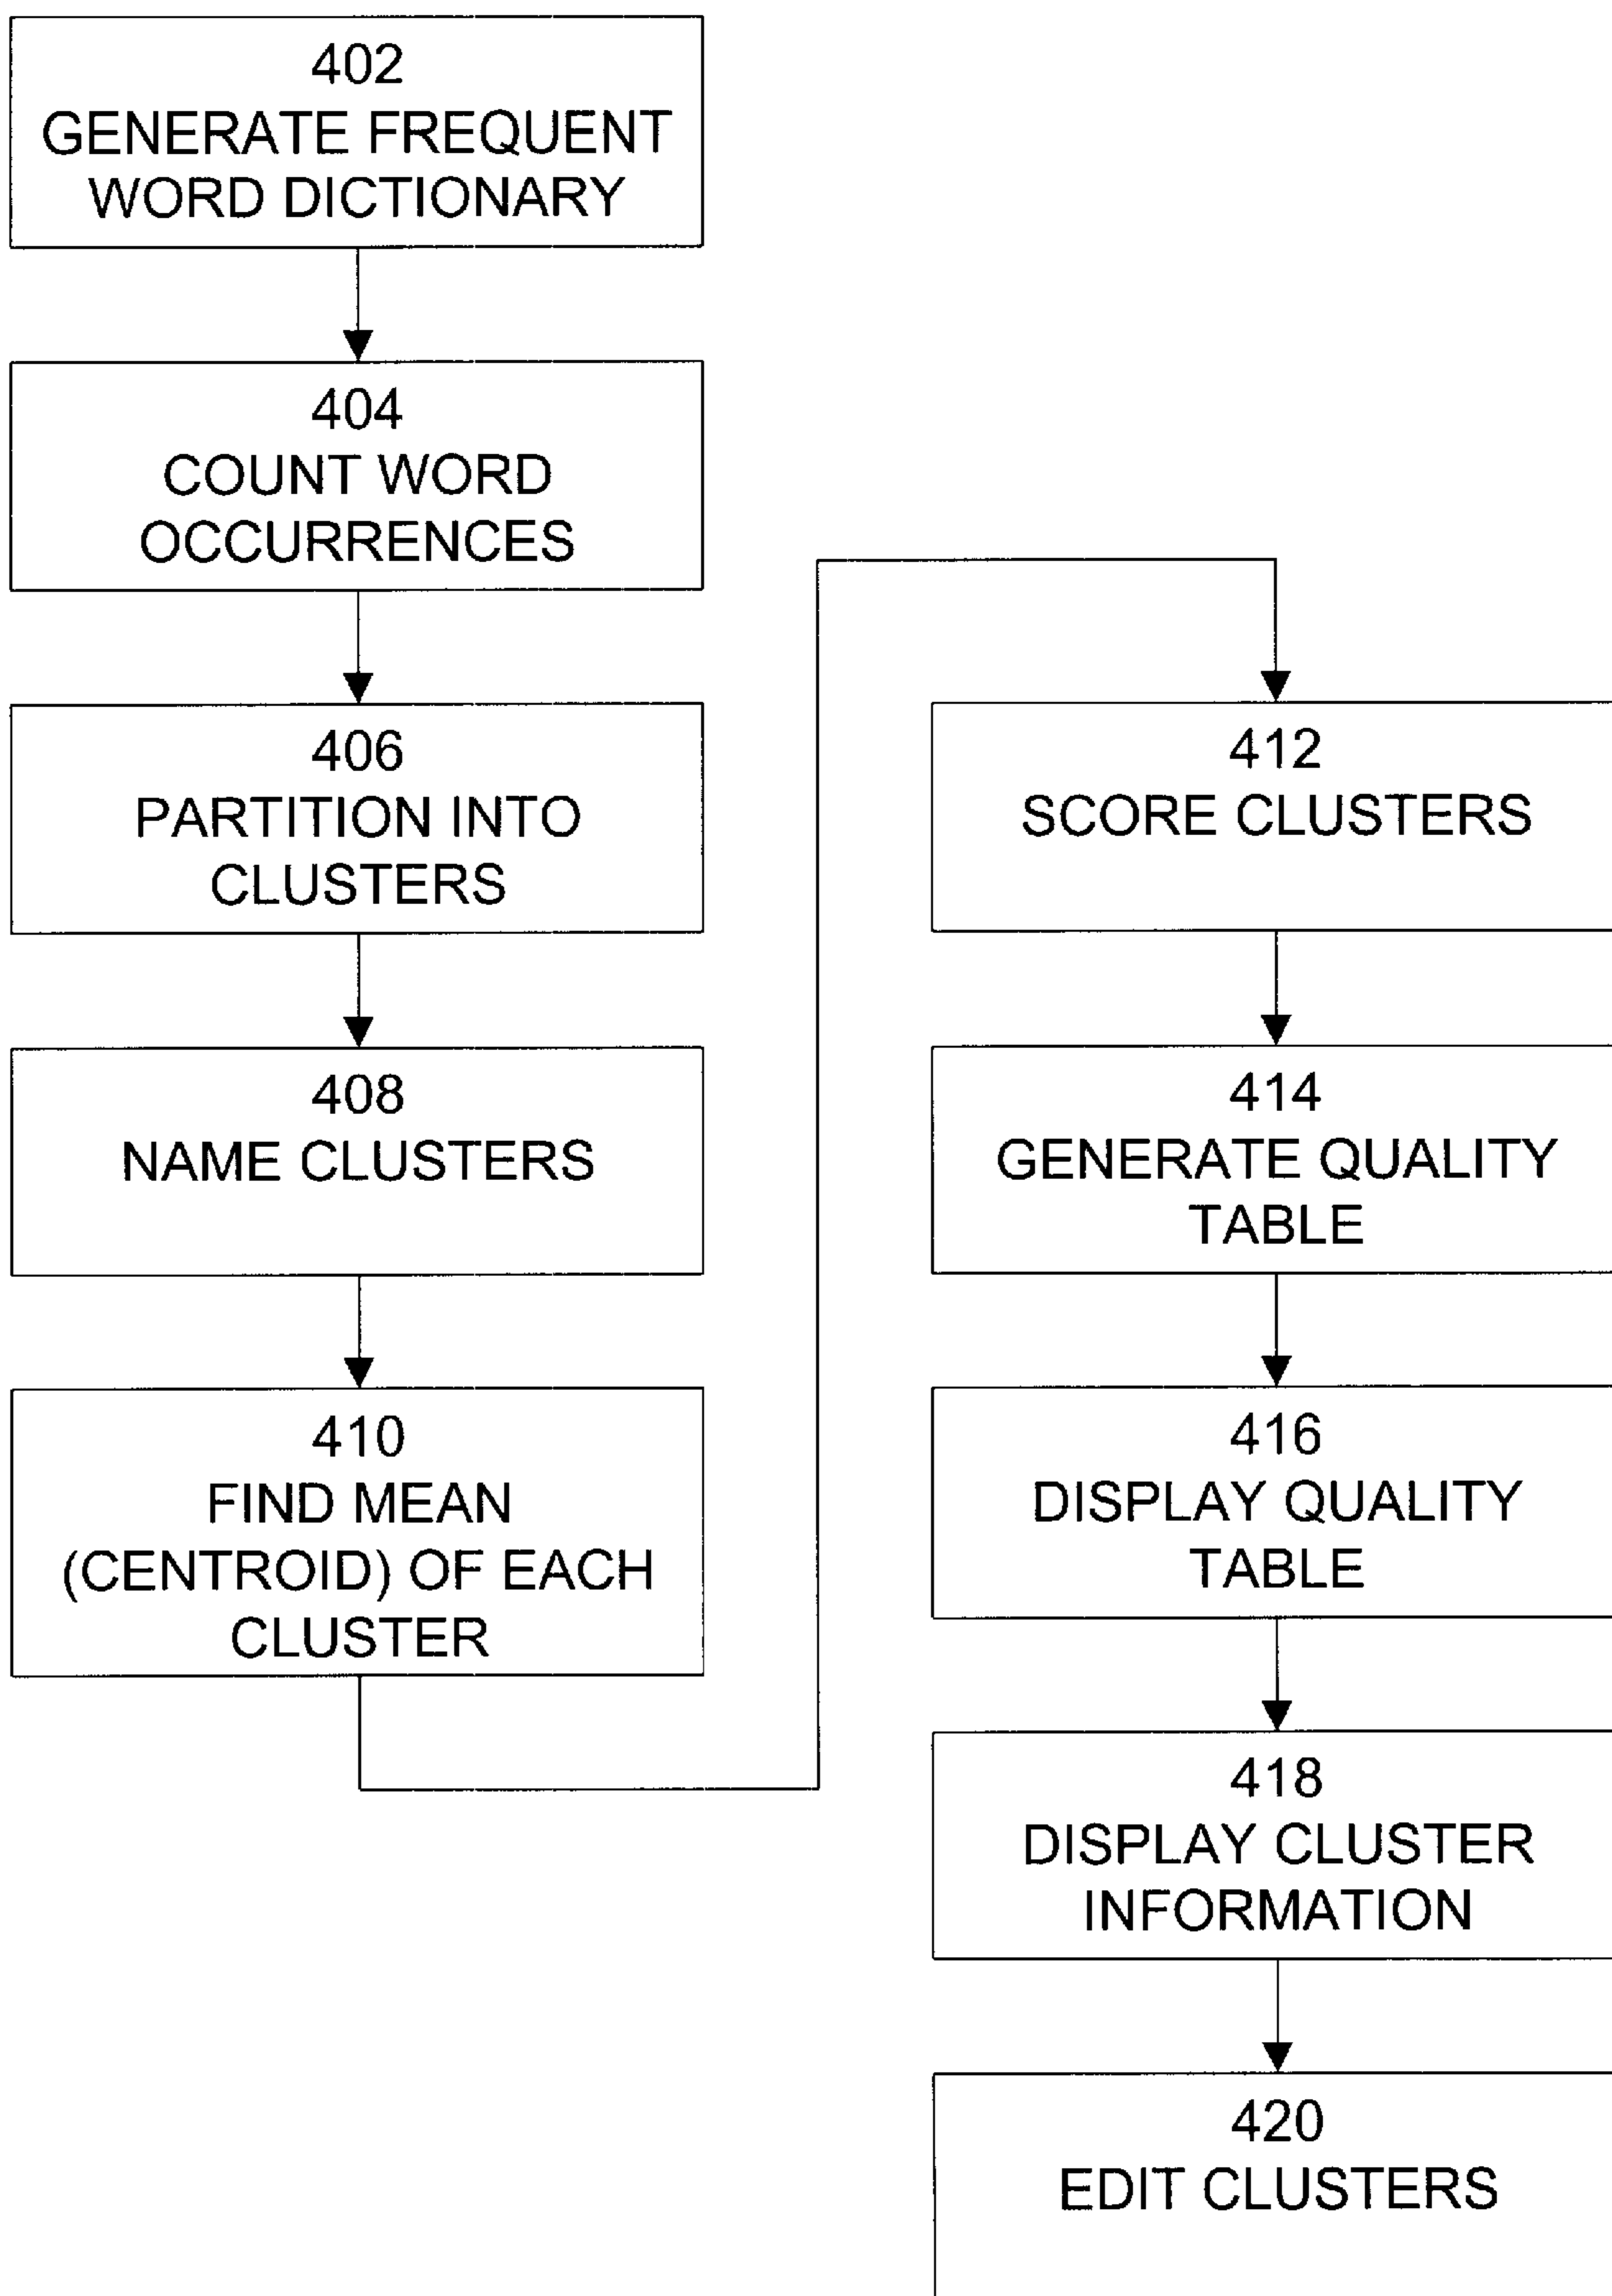 402
GENERATE FREQUENT
WORD DICTIONARY
404
COUNT WORD
OCCURRENCES
406
PARTITION INTO
CLUSTERS
408
NAME CLUSTERS
410
FIND MEAN
(CENTROID) OF EACH
CLUSTER
412
SCORE CLUSTERS
414
GENERATE QUALITY
TABLE
416
DISPLAY QUALITY
TABLE
418
DISPLAY CLUSTER
INFORMATION
420
EDIT CLUSTERS